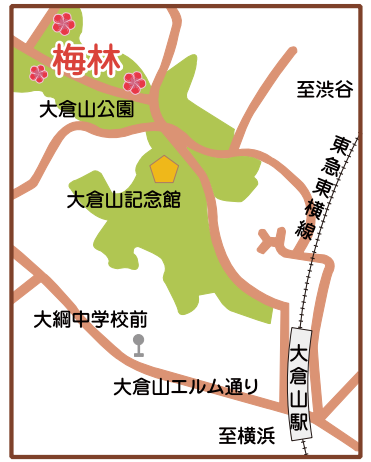 梅林
至渋谷
大倉山公園
東急東横線
大倉山記念館
大綱中学校前
大倉山駅
大倉山エルム通り
至横浜